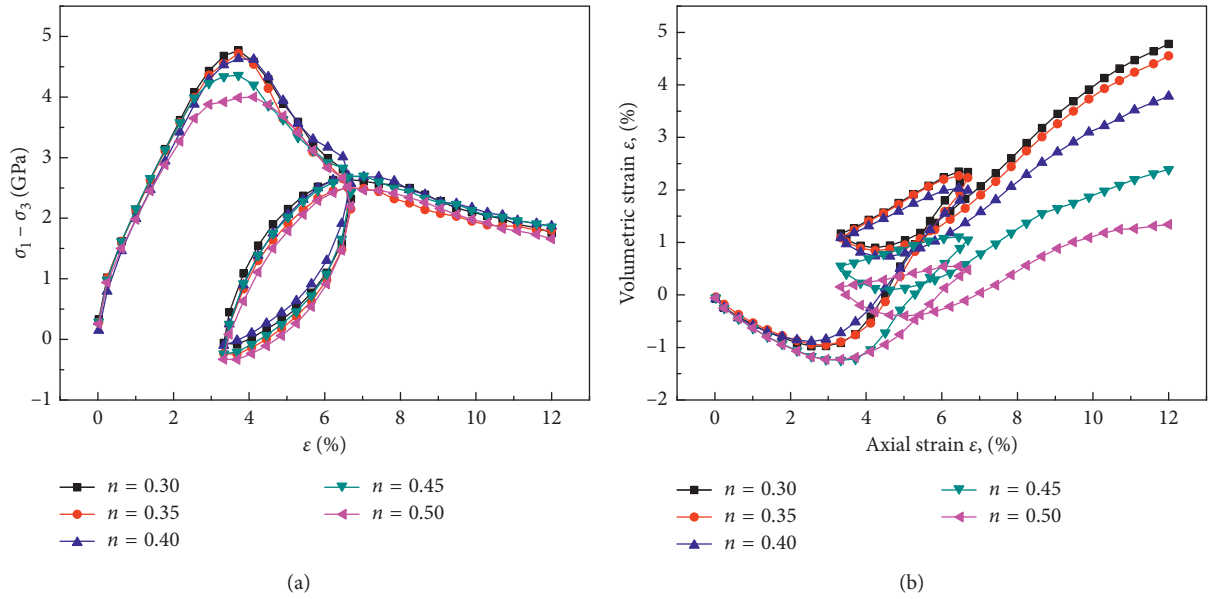 5
4
3
2
1
0
–1
σ1 – σ3 (GPa)
0 2 4 6 8 10 12
ε (%)
n = 0.30
n = 0.35
n = 0.40
n = 0.45
n = 0.50
(a)
5
4
3
2
1
0
–1
–2
Volumetric strain ε, (%)
0 2 4 6 8 10 12
Axial strain ε, (%)
n = 0.30
n = 0.35
n = 0.40
n = 0.45
n = 0.50
(b)